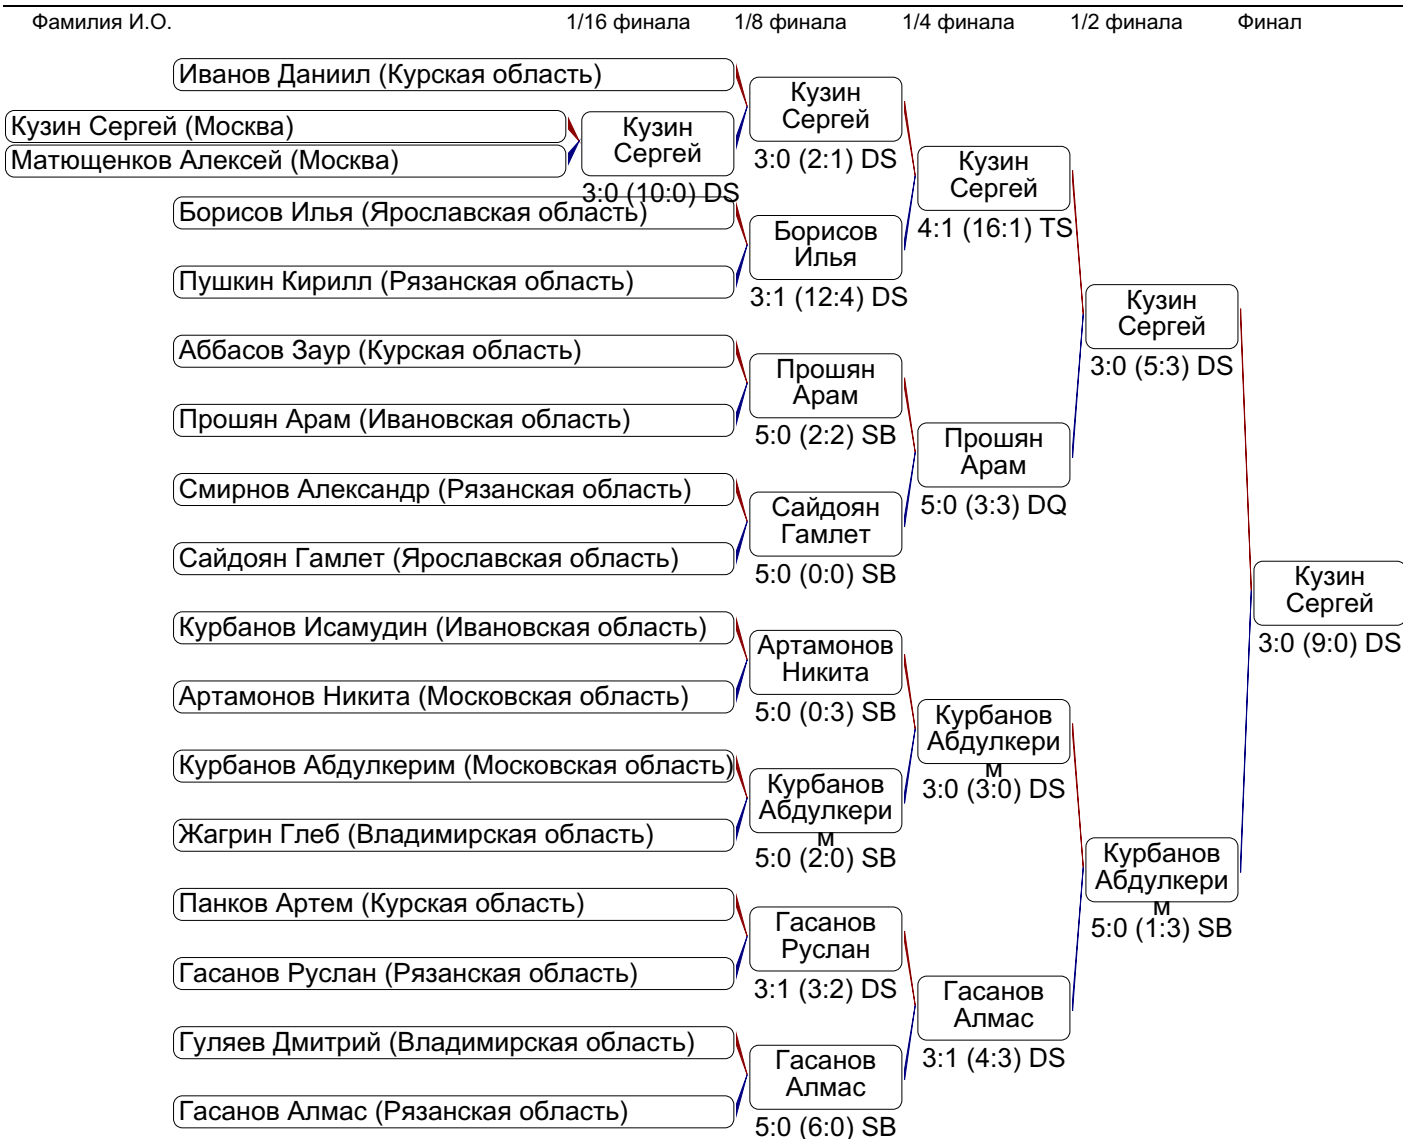 Фамилия И.О. 1/16 финала 1/8 финала 1/4 финала 1/2 финала Финал
Иванов Даниил (Курская область)
Кузин Сергей (Москва)
Матющенков Алексей (Москва)
Борисов Илья (Ярославская область)
Пушкин Кирилл (Рязанская область)
Аббасов Заур (Курская область)
Прошян Арам (Ивановская область)
Смирнов Александр (Рязанская область)
Сайдоян Гамлет (Ярославская область)
Курбанов Исамудин (Ивановская область)
Артамонов Никита (Московская область)
Курбанов Абдулкерим (Московская область)
Жагрин Глеб (Владимирская область)
Панков Артем (Курская область)
Гасанов Руслан (Рязанская область)
Гуляев Дмитрий (Владимирская область)
Гасанов Алмас (Рязанская область)
Кузин
Сергей
3:0 (10:0) DS
Кузин
Сергей
3:0 (2:1) DS
Борисов
Илья
3:1 (12:4) DS
Прошян
Арам
5:0 (2:2) SB
Сайдоян
Гамлет
5:0 (0:0) SB
Артамонов
Никита
5:0 (0:3) SB
Курбанов
Абдулкери
м
5:0 (2:0) SB
Гасанов
Руслан
3:1 (3:2) DS
Гасанов
Алмас
5:0 (6:0) SB
Кузин
Сергей
4:1 (16:1) TS
Прошян
Арам
5:0 (3:3) DQ
Курбанов
Абдулкери
м
3:0 (3:0) DS
Гасанов
Алмас
3:1 (4:3) DS
Кузин
Сергей
3:0 (5:3) DS
Курбанов
Абдулкери
м
5:0 (1:3) SB
Кузин
Сергей
3:0 (9:0) DS